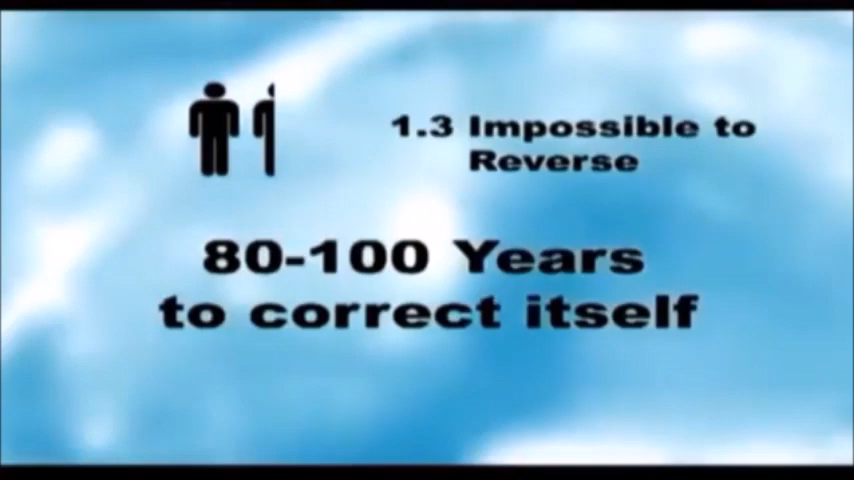 1.3 Impossible to
Reverse
80-100 Years
to correct itself